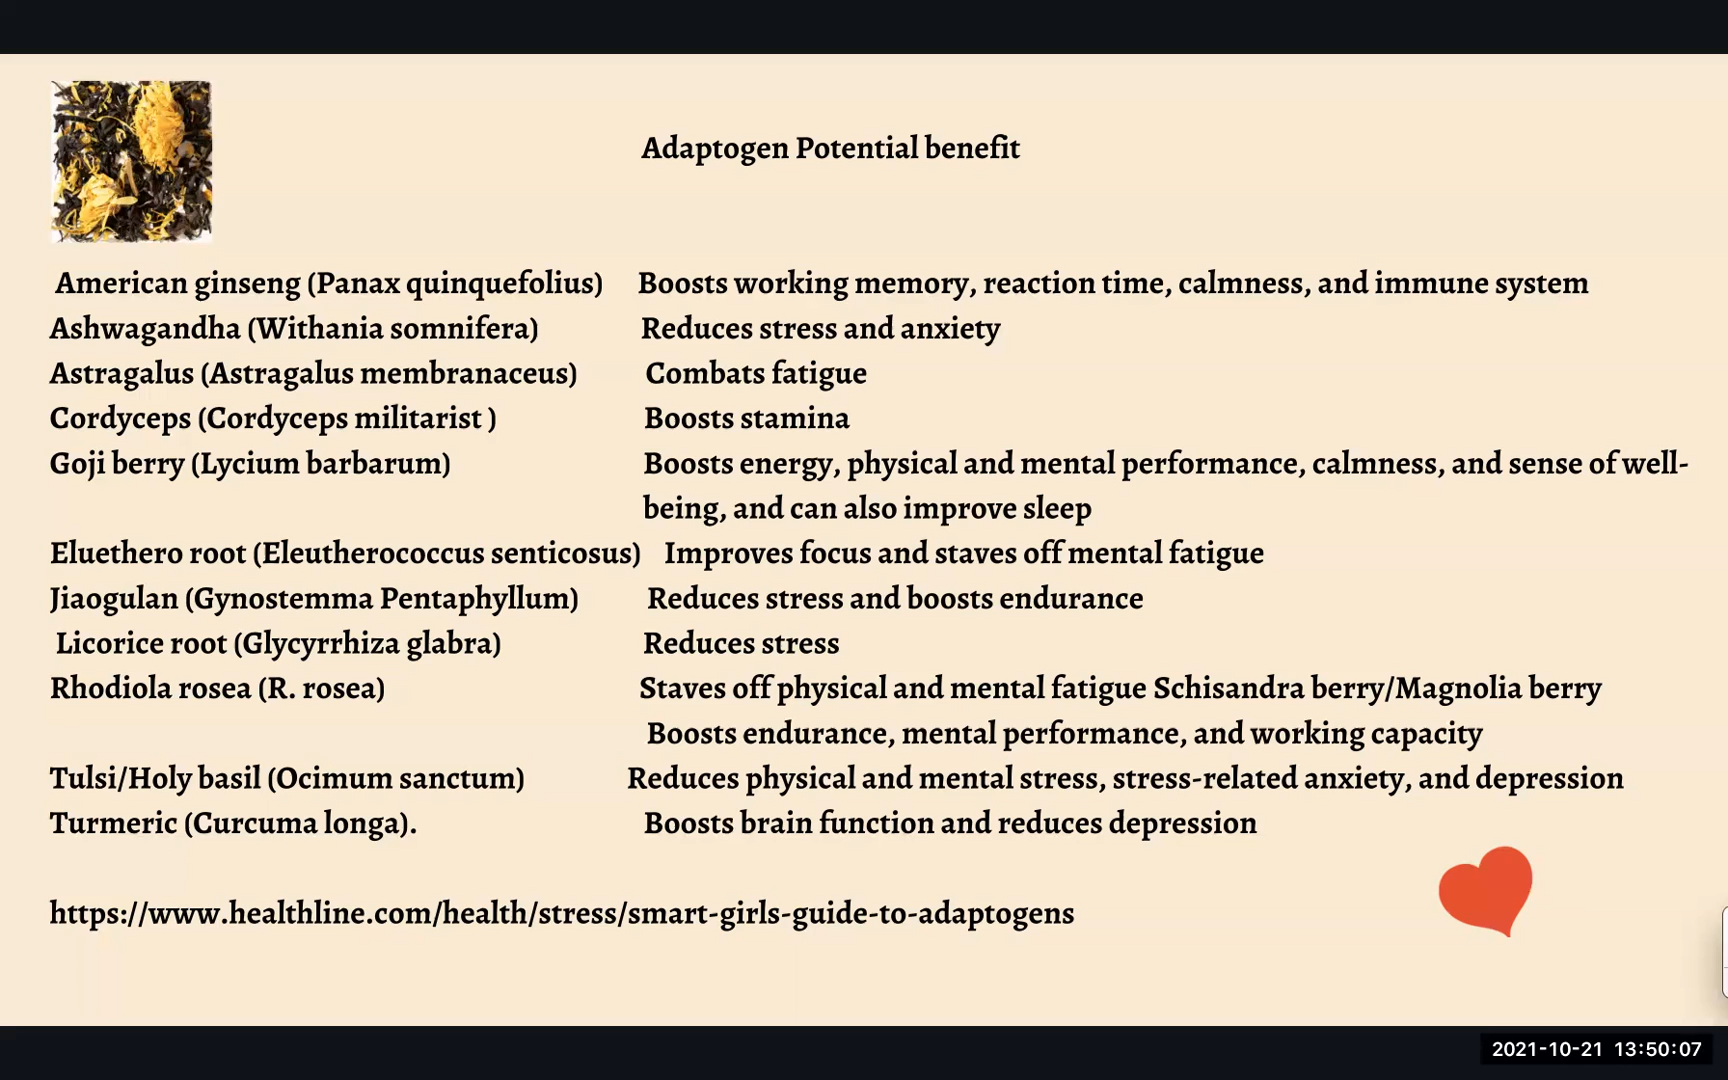 Adaptogen Potential benefit
American ginseng (Panax quinquefolius) Boosts working memory, reaction time, calmness, and immune system
Ashwagandha (Withania somnifera) Reduces stress and anxiety
Astragalus (Astragalus membranaceus) Combats fatigue
Cordyceps (Cordyceps militarist ) Boosts stamina
Goji berry (Lycium barbarum) Boosts energy, physical and mental performance, calmness, and sense of well-
being, and can also improve sleep
Eluethero root (Eleutherococcus senticosus) Improves focus and staves off mental fatigue
Jiaogulan (Gynostemma Pentaphyllum) Reduces stress and boosts endurance
Licorice root (Glycyrrhiza glabra) Reduces stress
Rhodiola rosea (R. rosea) Staves off physical and mental fatigue Schisandra berry/Magnolia berry
Boosts endurance, mental performance, and working capacity
Tulsi/Holy basil (Ocimum sanctum) Reduces physical and mental stress, stress-related anxiety, and depression
Turmeric (Curcuma longa). Boosts brain function and reduces depression
https://www.healthline.com/health/stress/smart-girls-guide-to-adaptogens
2021-10-21 13:50:07